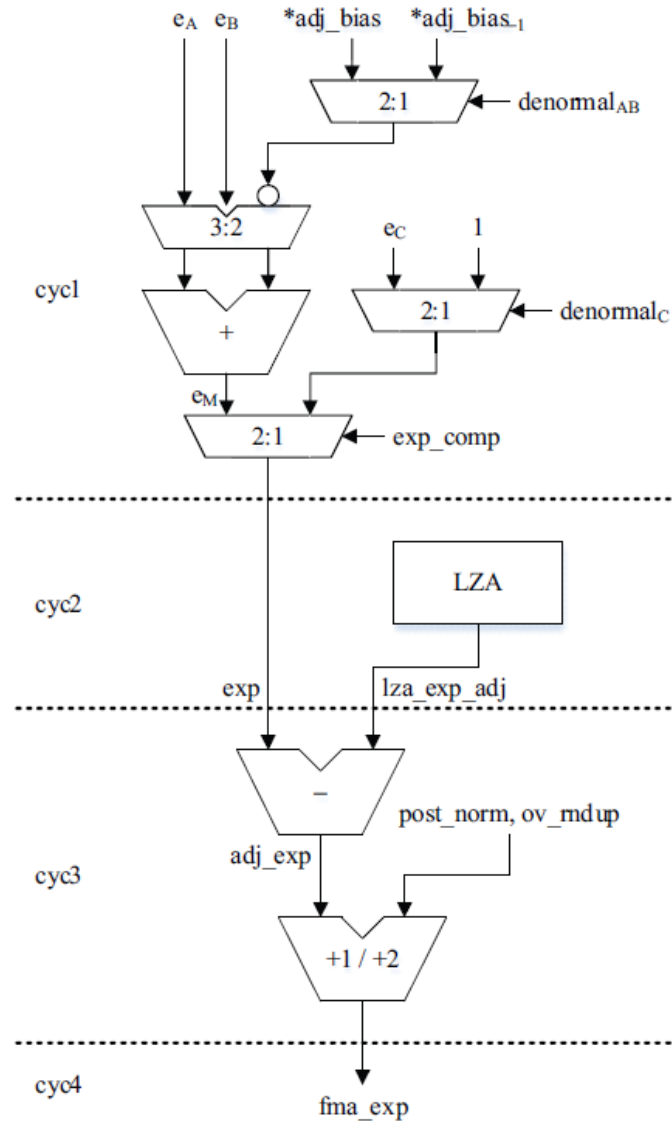 e_A e_B *adj_bias *adj_bias_–1
2:1 denormal_AB
3:2
e_C 1
cyc1
2:1 denormal_C
+
e_M
2:1 exp_comp
LZA
cyc2
exp lza_exp_adj
–
post_norm, ov_rndup
adj_exp
cyc3
+1 / +2
cyc4
fma_exp